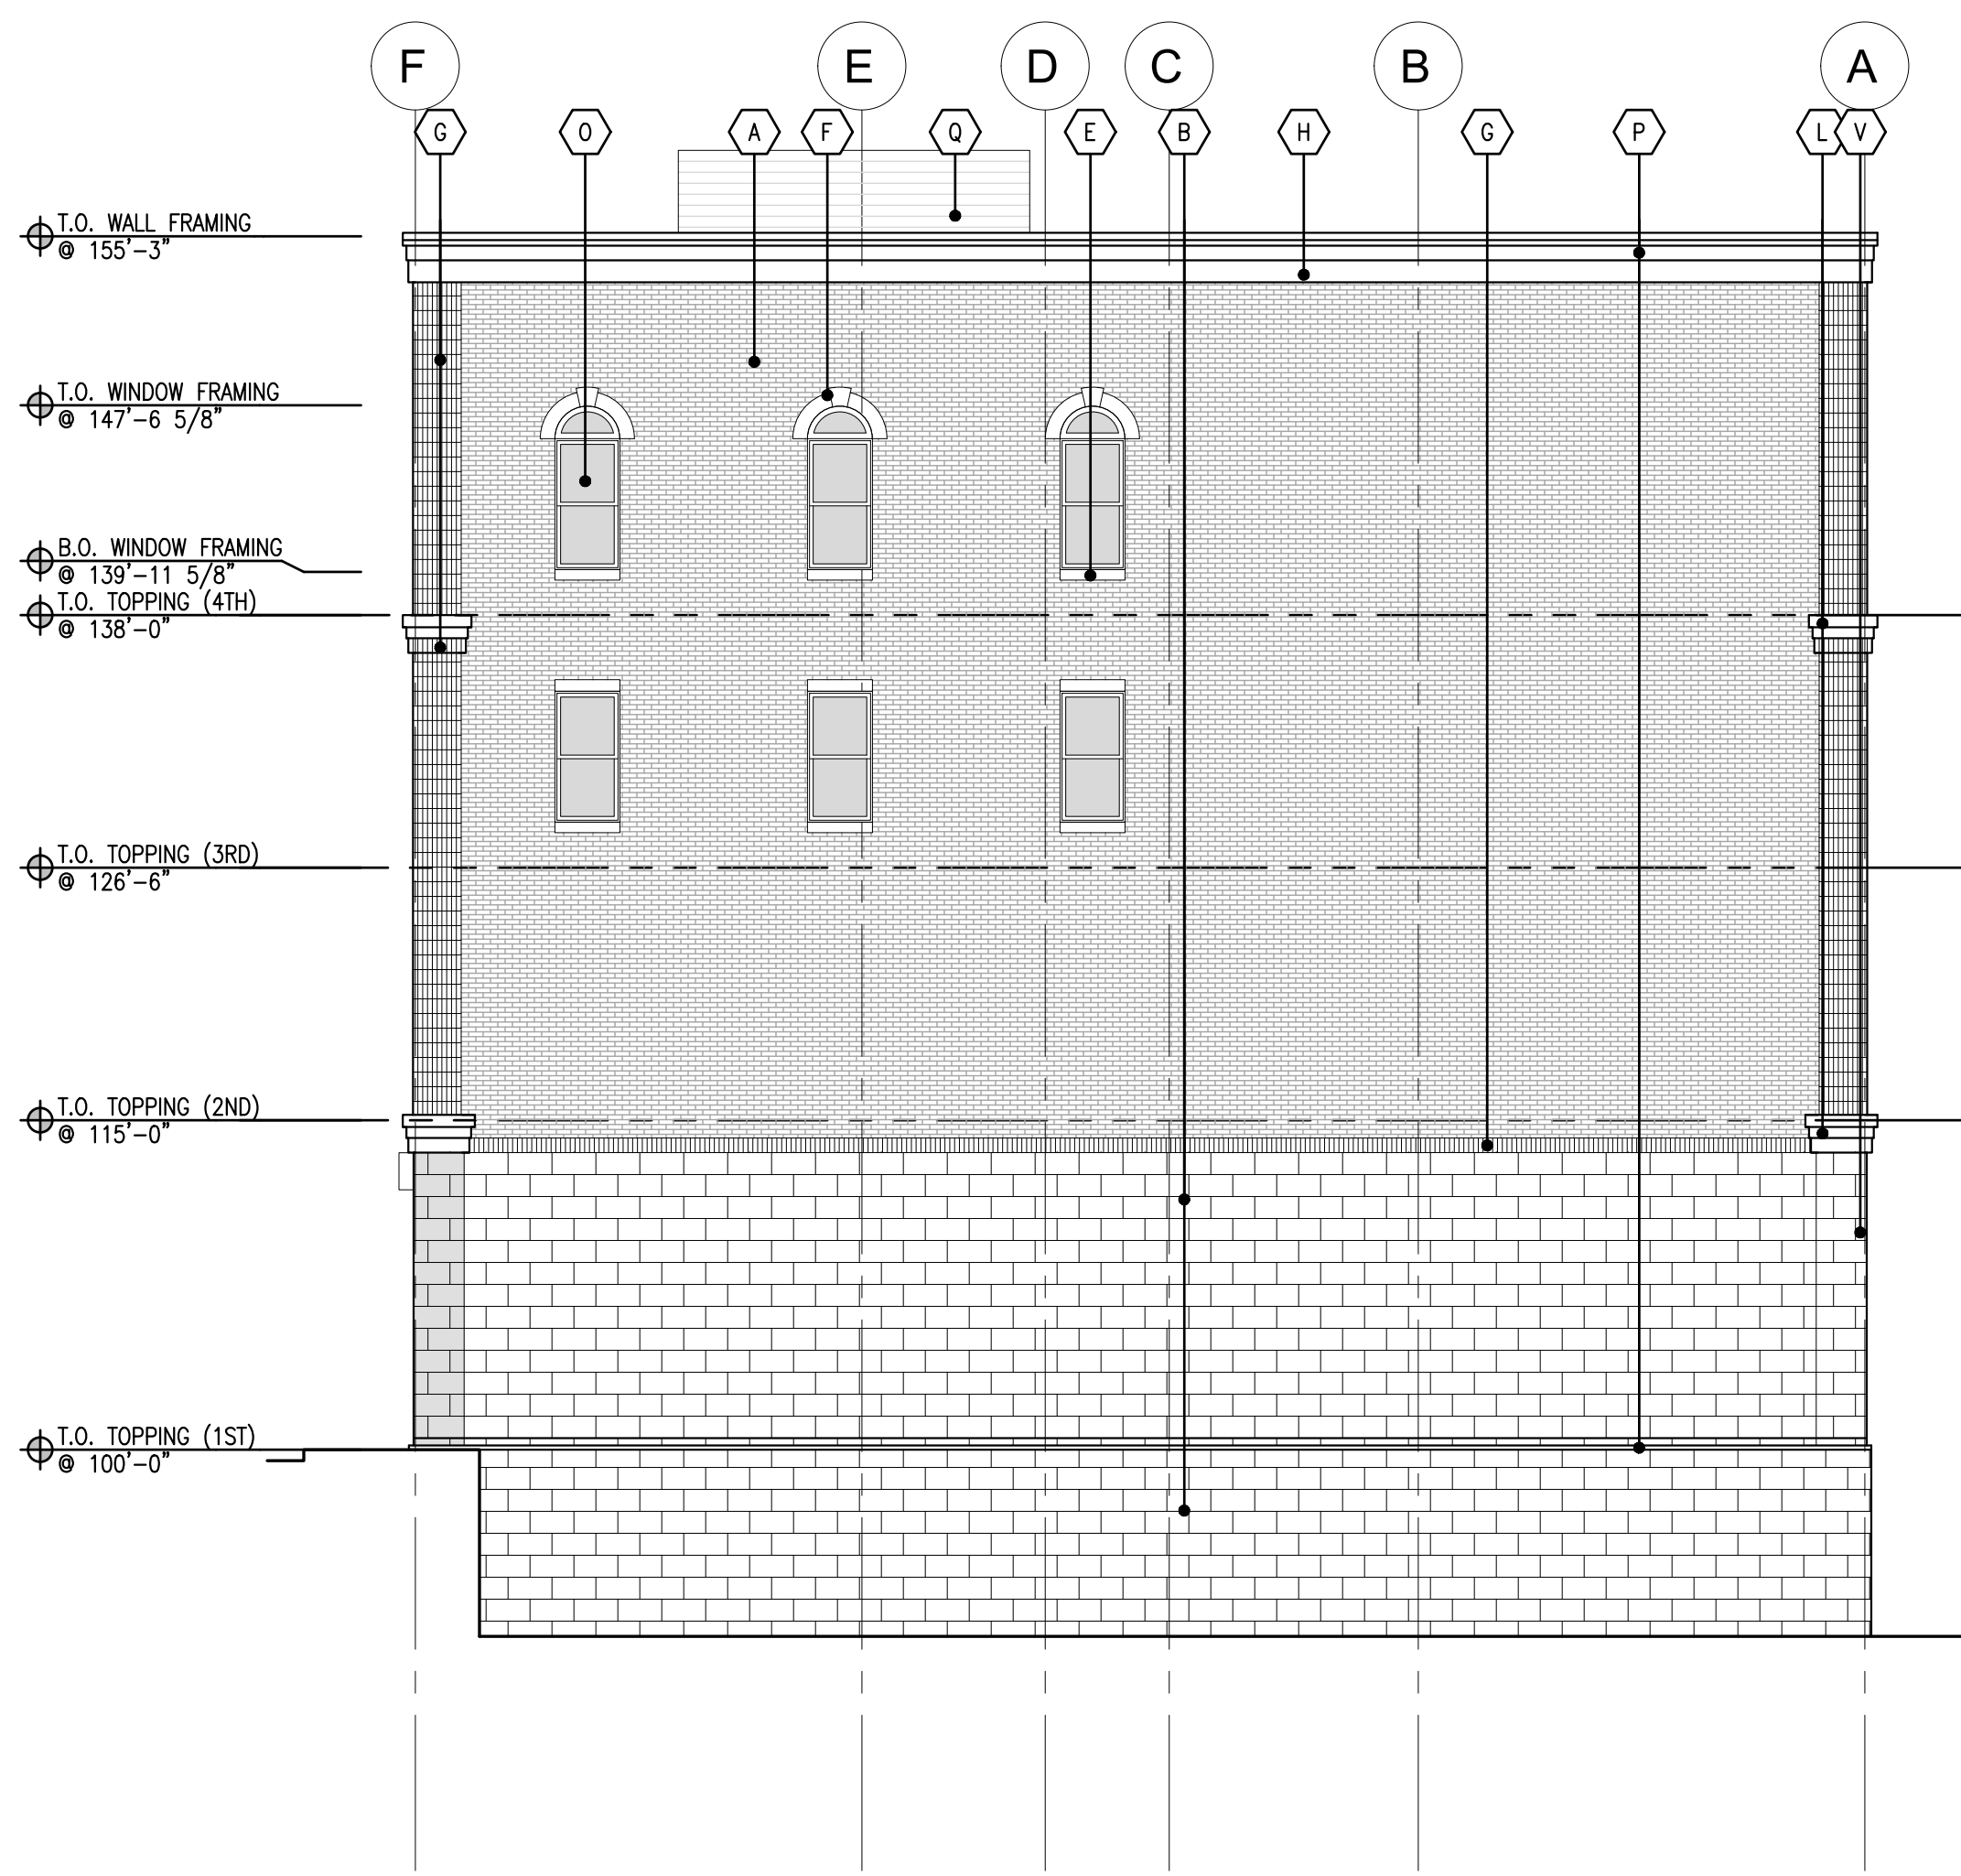 F E D C B A
G O A F Q E B H G P L V
T.O. WALL FRAMING
@ 155'-3"
T.O. WINDOW FRAMING
@ 147'-6 5/8"
B.O. WINDOW FRAMING
@ 139'-11 5/8"
T.O. TOPPING (4TH)
@ 138'-0"
T.O. TOPPING (3RD)
@ 126'-6"
T.O. TOPPING (2ND)
@ 115'-0"
T.O. TOPPING (1ST)
@ 100'-0"